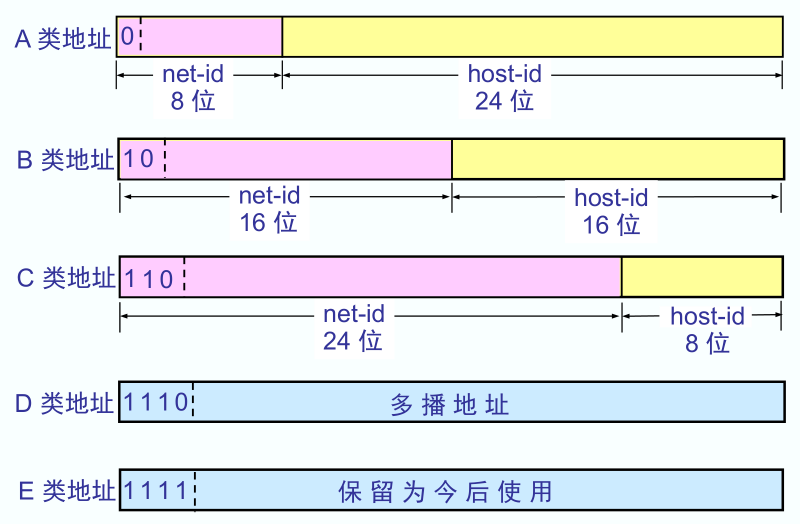 A 类地址 0
net-id host-id
8 位 24 位
B 类地址 10
net-id host-id
16 位 16 位
C 类地址 110
net-id host-id
24 位 8 位
D 类地址 1110 多播地址
E 类地址 1111 保留为今后使用